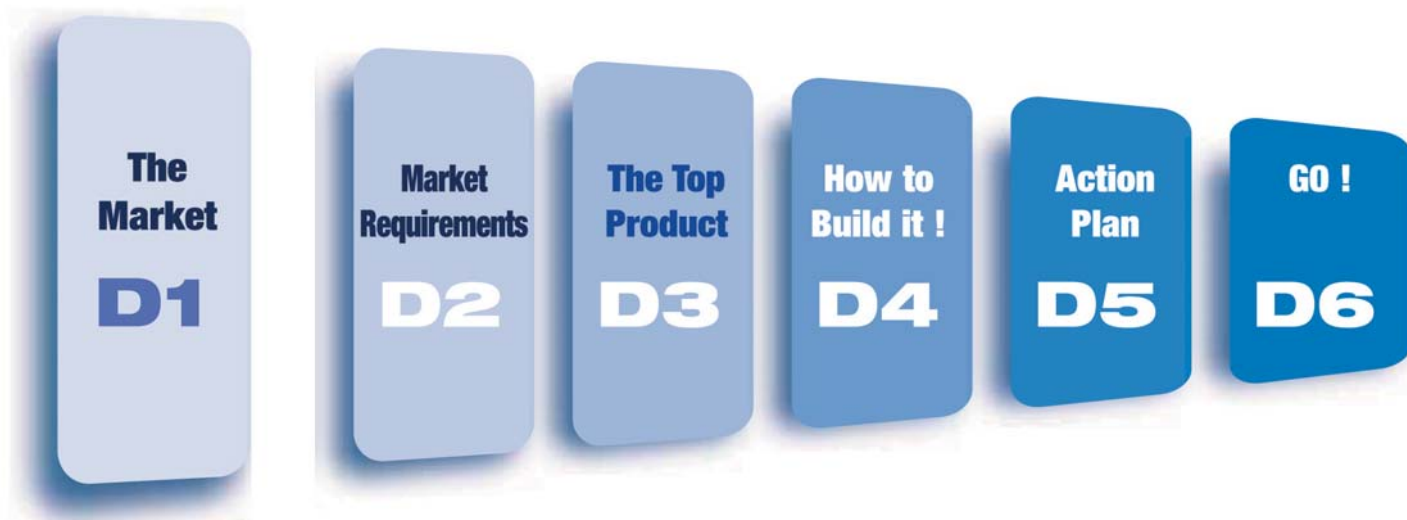 The
Market
D1
Market
Requirements
D2
The Top
Product
D3
How to
Build it !
D4
Action
Plan
D5
GO !
D6